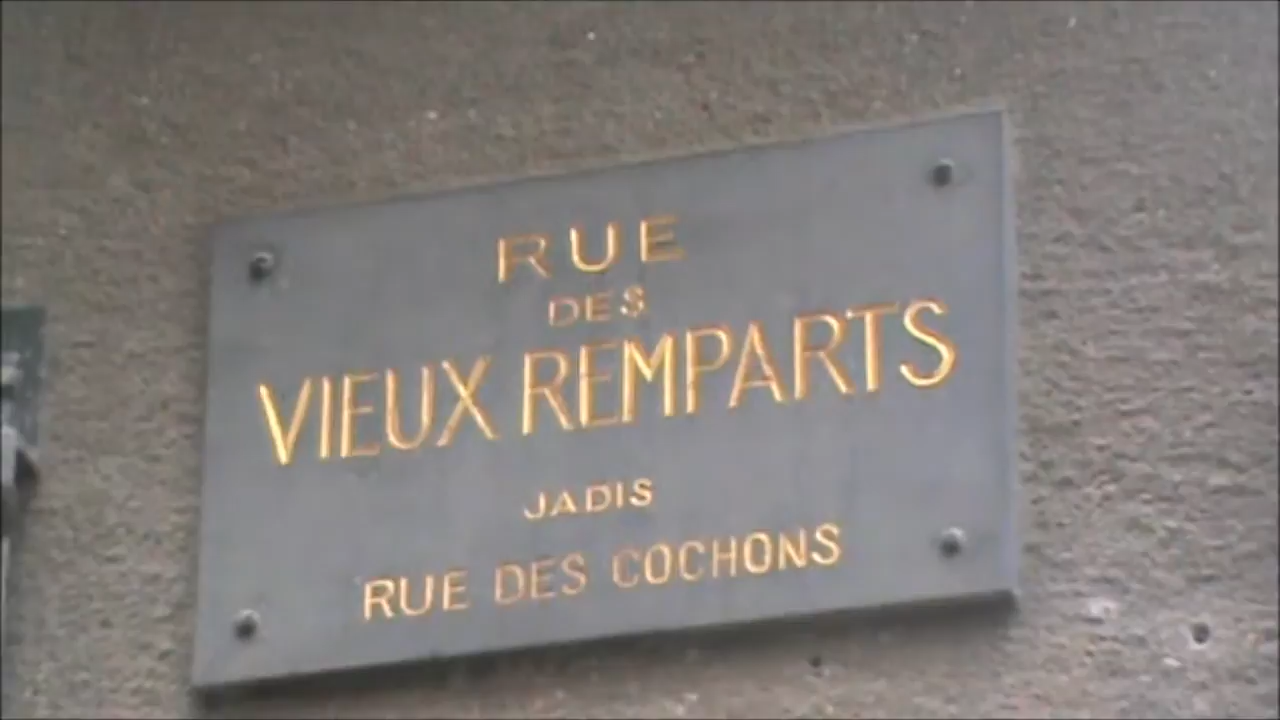 RUE
DES
VIEUX REMPARTS
JADIS
RUE DES COCHONS